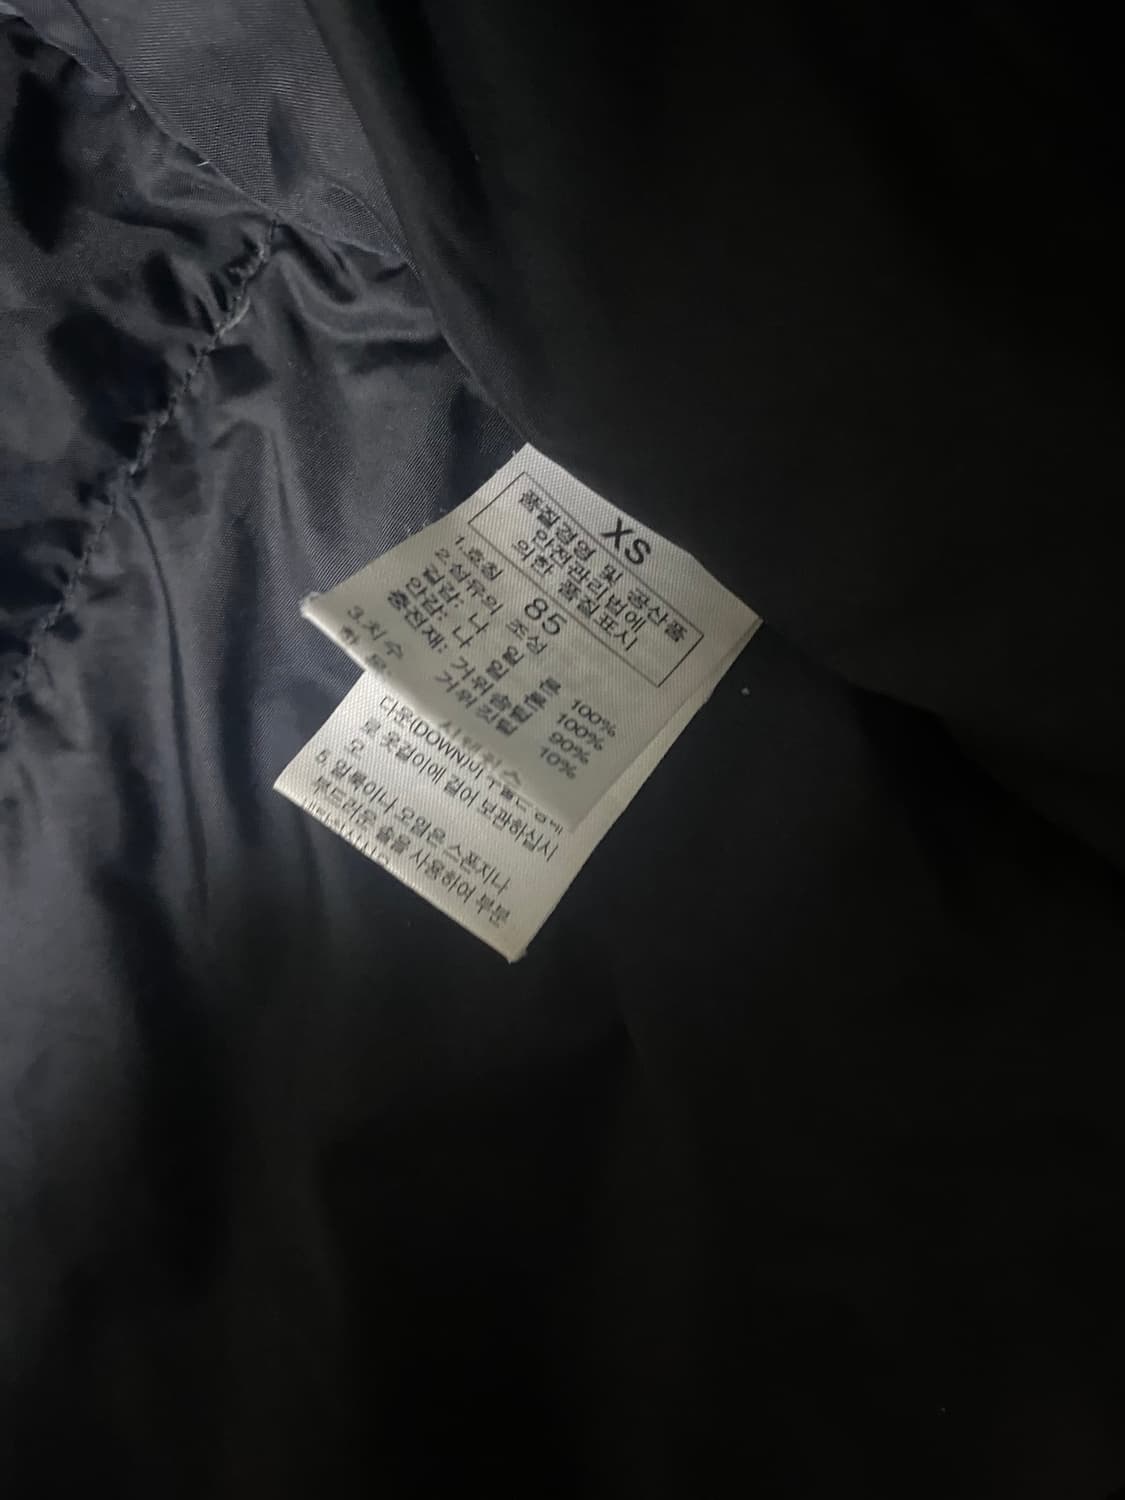 XS
품질경영 및 공산품
안전관리법에
의한 품질표시
1.호칭 85
2.섬유의 조성
겉감: 나일론 100%
안감: 나일론 100%
충전재: 거위솜털 90%
거위깃털 10%
3.치수
다운(DOWN)이
로 옷걸이에 걸어 보관하십시
오
5.얼룩이나 오염은 스폰지나
부드러운 솔을 사용하여 부분